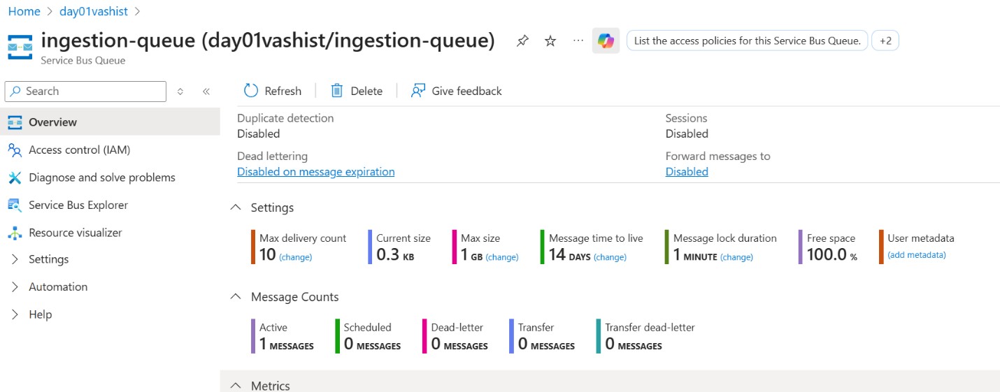 Home > day01vashist >
ingestion-queue (day01vashist/ingestion-queue)
Service Bus Queue
List the access policies for this Service Bus Queue.
+2
Search
Refresh
Delete
Give feedback
Overview
Access control (IAM)
Diagnose and solve problems
Service Bus Explorer
Resource visualizer
Settings
Automation
Help
Duplicate detection
Disabled
Sessions
Disabled
Dead lettering
Disabled on message expiration
Forward messages to
Disabled
Settings
Max delivery count
10 (change)
Current size
0.3 KB
Max size
1 GB (change)
Message time to live
14 DAYS (change)
Message lock duration
1 MINUTE (change)
Free space
100.0 %
User metadata
(add metadata)
Message Counts
Active
1 MESSAGES
Scheduled
0 MESSAGES
Dead-letter
0 MESSAGES
Transfer
0 MESSAGES
Transfer dead-letter
0 MESSAGES
Metrics